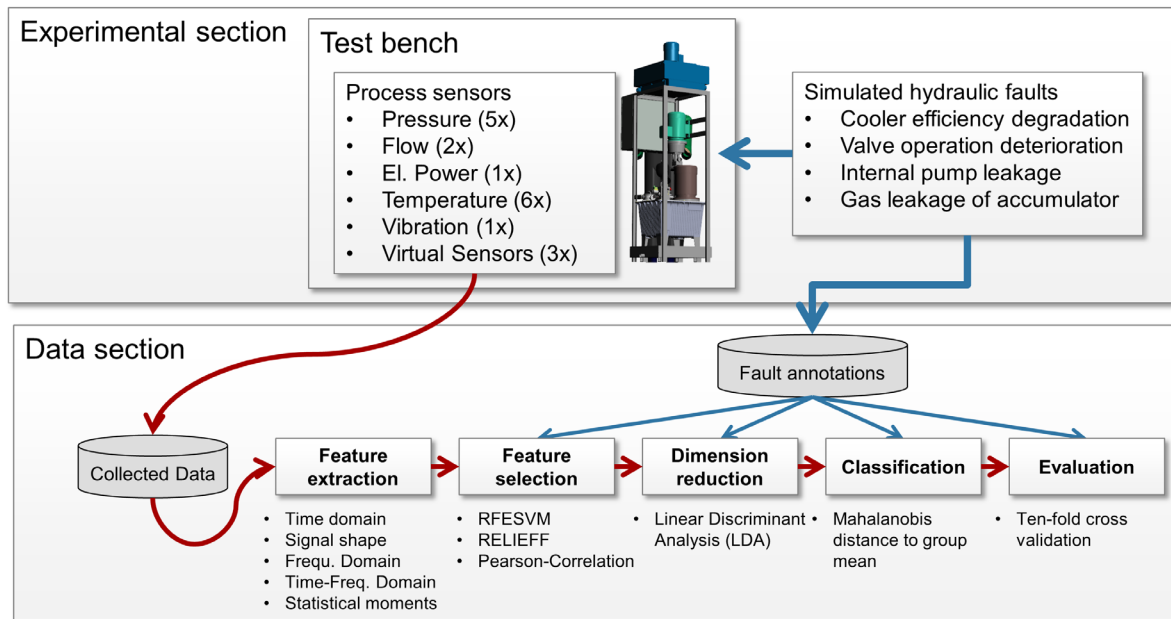 Experimental section
Test bench
Process sensors
• Pressure (5x)
• Flow (2x)
• El. Power (1x)
• Temperature (6x)
• Vibration (1x)
• Virtual Sensors (3x)
Simulated hydraulic faults
• Cooler efficiency degradation
• Valve operation deterioration
• Internal pump leakage
• Gas leakage of accumulator
Data section
Fault annotations
Collected Data
Feature
extraction
• Time domain
• Signal shape
• Frequ. Domain
• Time-Freq. Domain
• Statistical moments
Feature
selection
• RFESVM
• RELIEFF
• Pearson-Correlation
Dimension
reduction
• Linear Discriminant
Analysis (LDA)
Classification
• Mahalanobis
distance to group
mean
Evaluation
• Ten-fold cross
validation